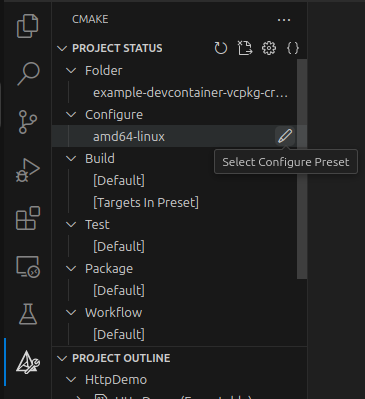 CMAKE
PROJECT STATUS
Folder
example-devcontainer-vcpkg-cr...
Configure
amd64-linux
Select Configure Preset
Build
[Default]
[Targets In Preset]
Test
[Default]
Package
[Default]
Workflow
[Default]
PROJECT OUTLINE
HttpDemo